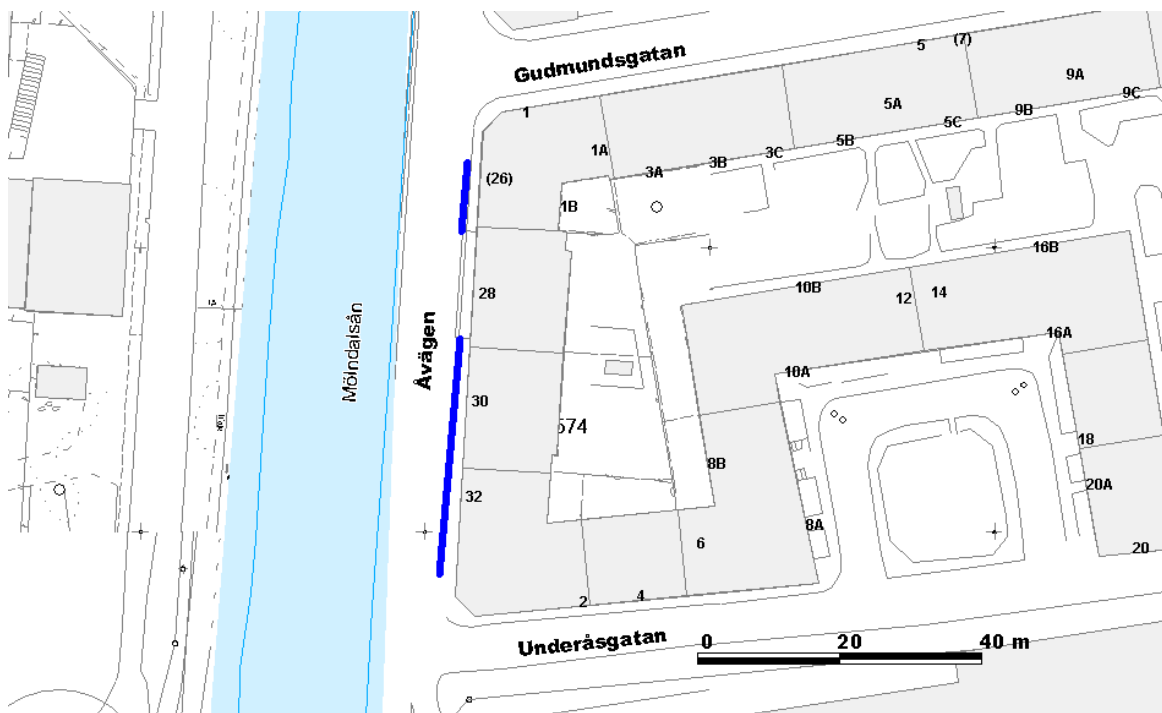 Gudmundsgatan
5
(7)
9A
9C
1
5A
9B
5C
5B
1A
3C
3B
3A
(26)
1B
16B
28
10B
12
14
Mölndalsån
Åvägen
16A
10A
30
574
18
8B
20A
32
8A
6
20
2
4
Underåsgatan
0 20 40 m